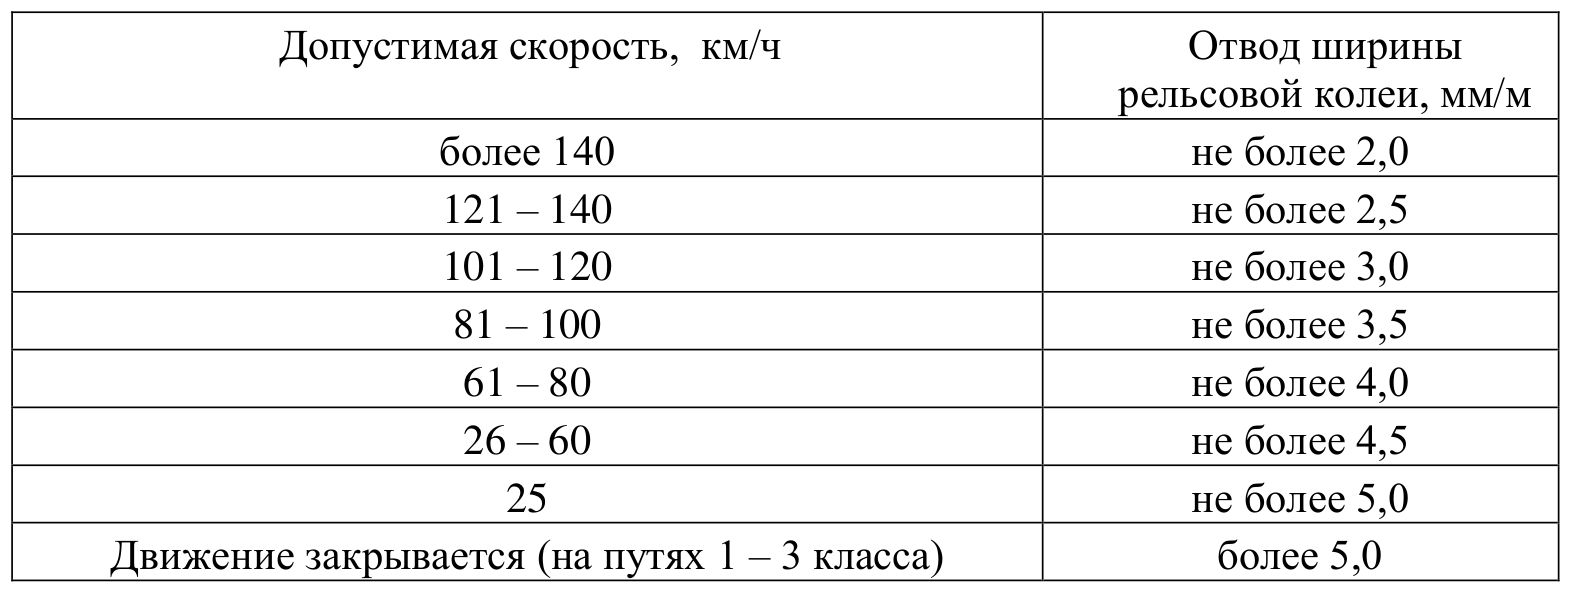 Допустимая скорость, км/ч
Отвод ширины
рельсовой колеи, мм/м
более 140
не более 2,0
121 – 140
не более 2,5
101 – 120
не более 3,0
81 – 100
не более 3,5
61 – 80
не более 4,0
26 – 60
не более 4,5
25
не более 5,0
Движение закрывается (на путях 1 – 3 класса)
более 5,0